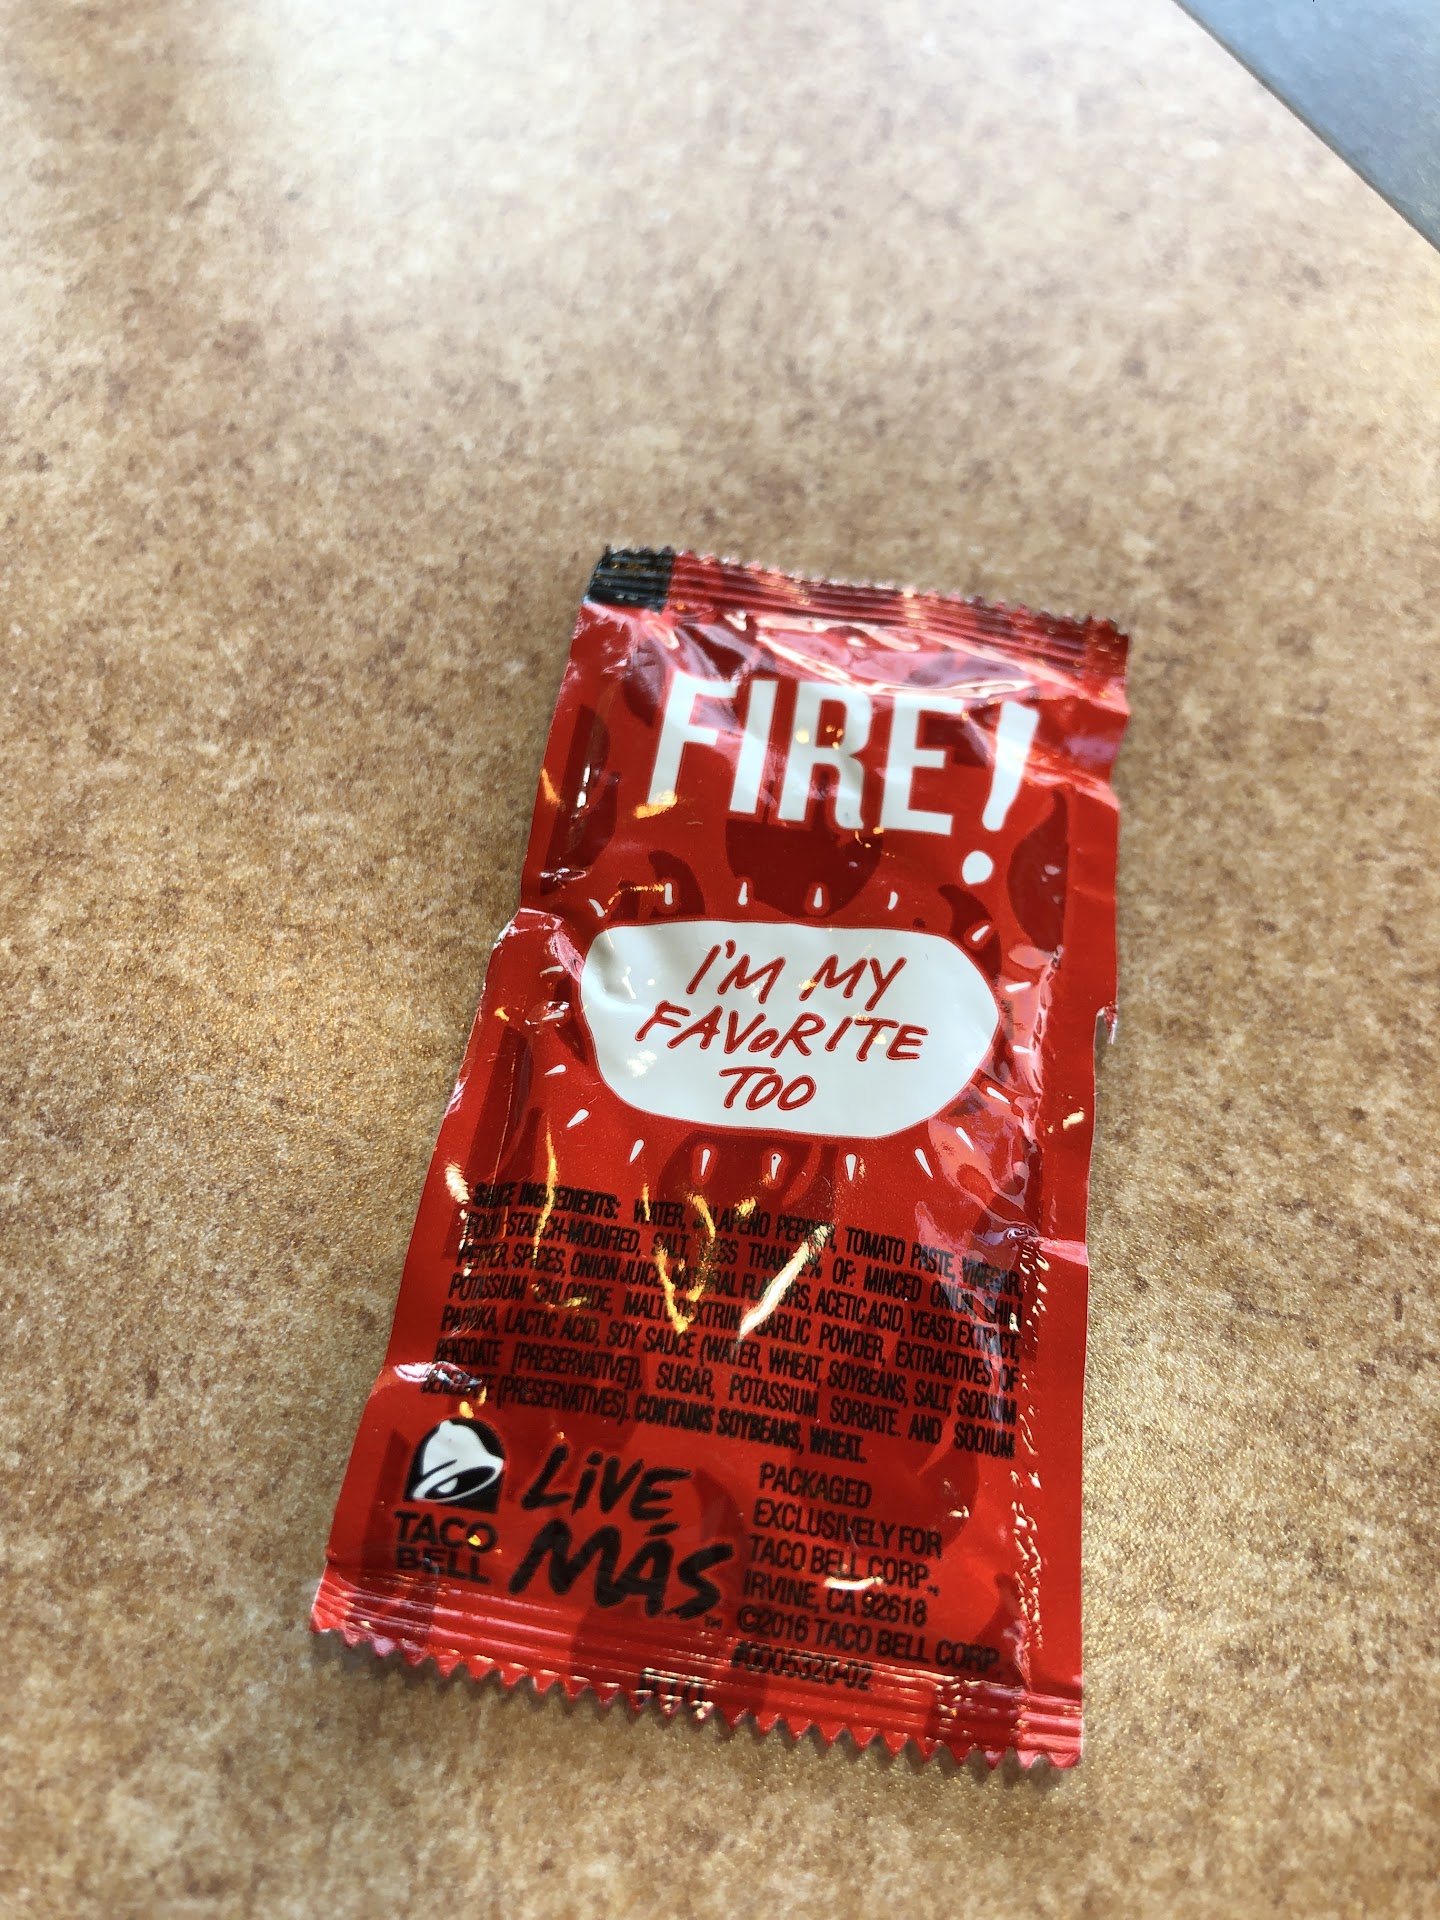 FIRE!
I'M MY
FAVORITE
TOO
SAUCE INGREDIENTS: WATER, JALAPEÑO PEPPER, TOMATO PASTE, VINEGAR,
FOOD STARCH-MODIFIED, SALT, LESS THAN 2% OF: MINCED ONION, CHILI
PEPPER, SPICES, ONION JUICE, NATURAL FLAVORS, ACETIC ACID, YEAST EXTRACT,
POTASSIUM CHLORIDE, MALTODEXTRIN, GARLIC POWDER, EXTRACTIVES OF
PAPRIKA, LACTIC ACID, SOY SAUCE (WATER, WHEAT, SOYBEANS, SALT, SODIUM
BENZOATE [PRESERVATIVE]), SUGAR, POTASSIUM SORBATE AND SODIUM
BENZOATE (PRESERVATIVES). CONTAINS SOYBEANS, WHEAT.
TACO
BELL
LiVE
MÁS™
PACKAGED
EXCLUSIVELY FOR
TACO BELL CORP.,
IRVINE, CA 92618
©2016 TACO BELL CORP.
#0005320-02